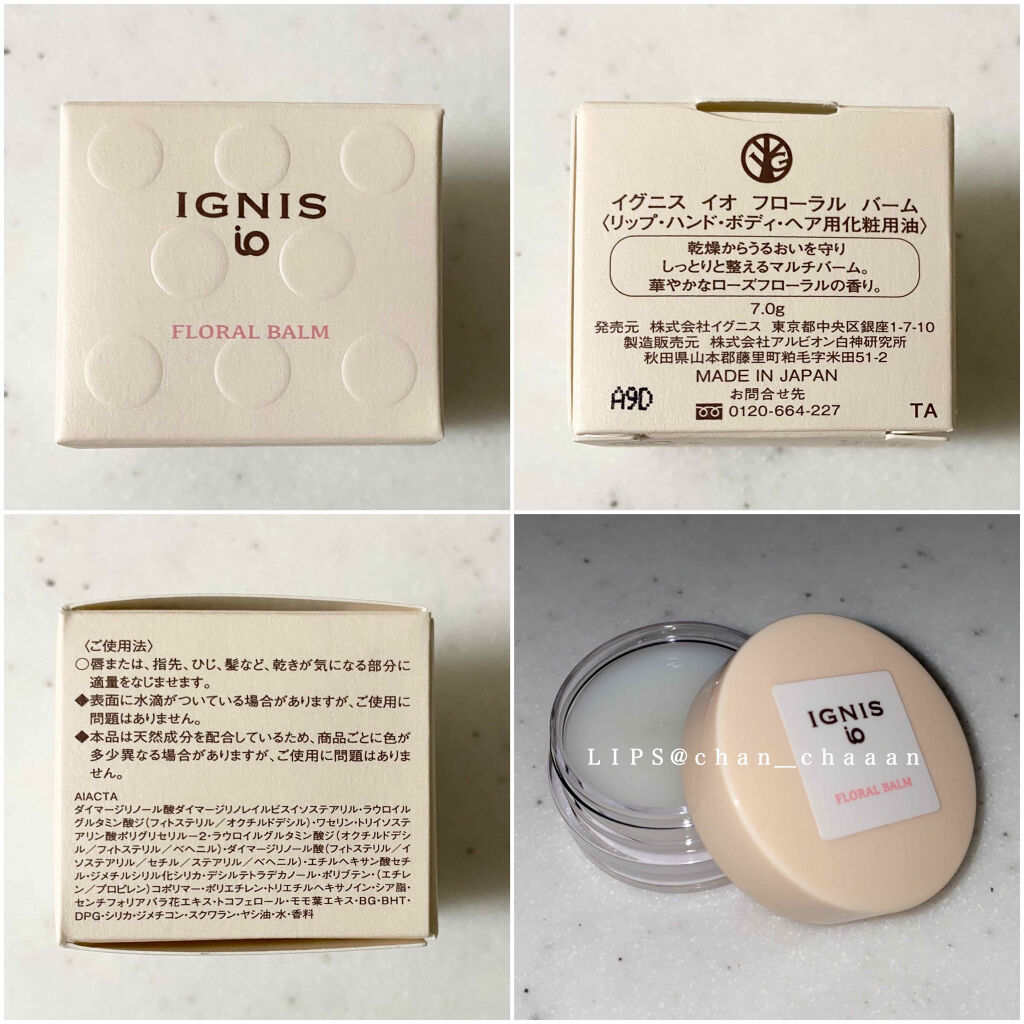 IGNIS
io
FLORAL BALM
イグニス イオ フローラル バーム
〈リップ・ハンド・ボディ・ヘア用化粧用油〉
乾燥からうるおいを守り
しっとりと整えるマルチバーム。
華やかなローズフローラルの香り。
7.0g
発売元 株式会社イグニス 東京都中央区銀座1-7-10
製造販売元 株式会社アルビオン白神研究所
秋田県山本郡藤里町粕毛字米田51-2
MADE IN JAPAN
A9D
お問合せ先
0120-664-227
TA
〈ご使用法〉
○唇または、指先、ひじ、髪など、乾きが気になる部分に
適量をなじませます。
◆表面に水滴がついている場合がありますが、ご使用に
問題はありません。
◆本品は天然成分を配合しているため、商品ごとに色が
多少異なる場合がありますが、ご使用に問題はありま
せん。
AIACTA
ダイマージリノール酸ダイマージリノレイルビスイソステアリル・ラウロイル
グルタミン酸ジ(フィトステリル/オクチルドデシル)・ワセリン・トリイソステ
アリン酸ポリグリセリル-2・ラウロイルグルタミン酸ジ(オクチルドデシ
ル/フィトステリル/ベヘニル)・ダイマージリノール酸(フィトステリル/イ
ソステアリル/セチル/ステアリル/ベヘニル)・エチルヘキサン酸セチ
ル・ジメチルシリル化シリカ・デシルテトラデカノール・ポリブテン・(エチレ
ン/プロピレン)コポリマー・ポリエチレン・トリエチルヘキサノイン・シア脂・
センチフォリアバラ花エキス・トコフェロール・モモ葉エキス・BG・BHT・
DPG・シリカ・ジメチコン・スクワラン・ヤシ油・水・香料
IGNIS
io
FLORAL BALM
LIPS@chan_chaaan